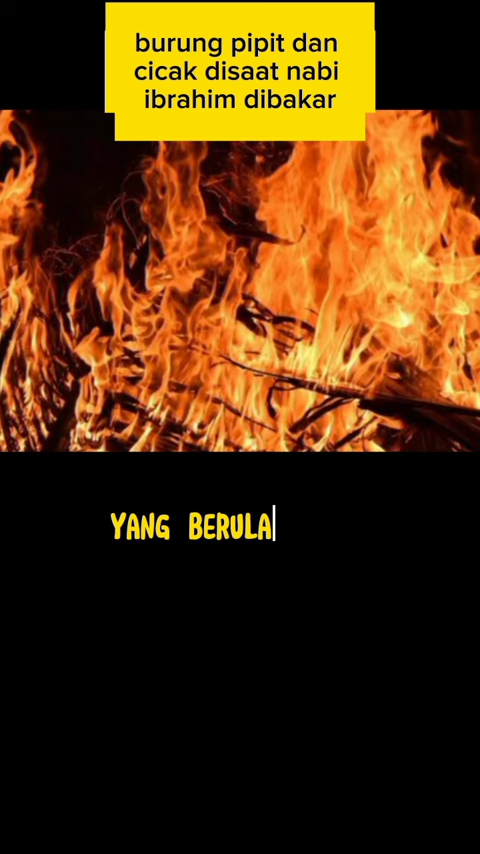 burung pipit dan
cicak disaat nabi
ibrahim dibakar
YANG BERULA